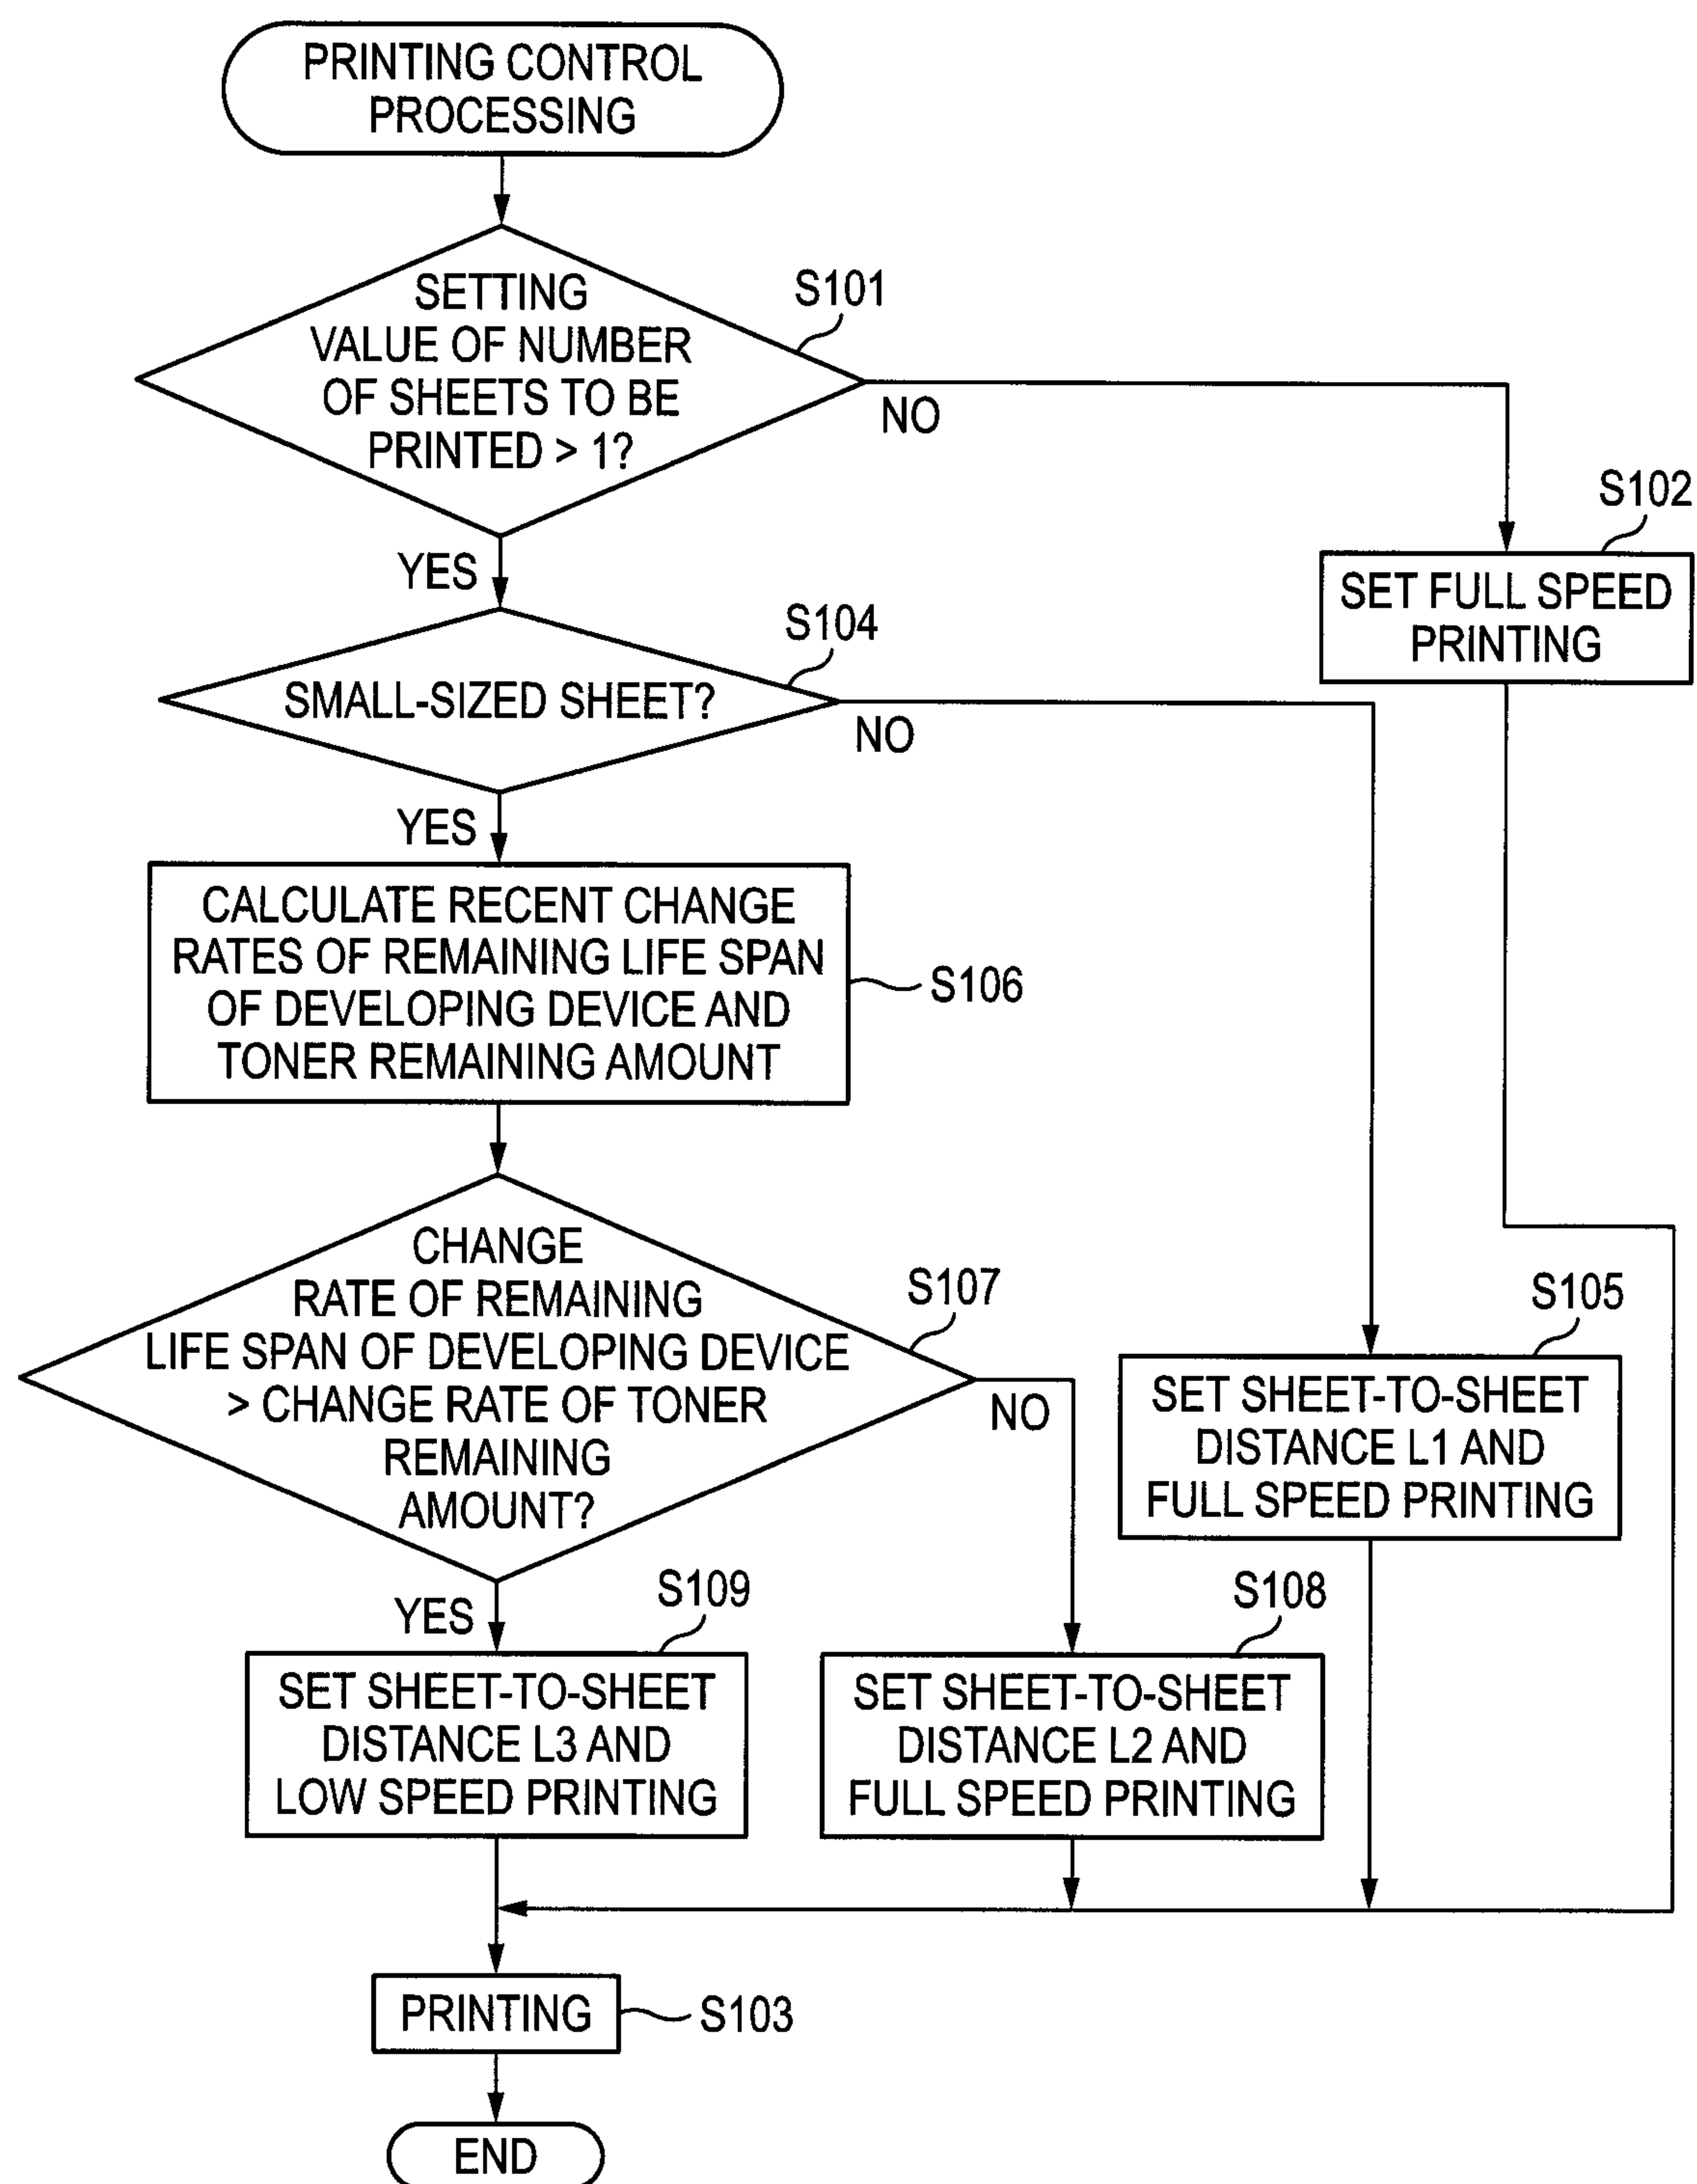 PRINTING CONTROL
PROCESSING
SETTING
VALUE OF NUMBER
OF SHEETS TO BE
PRINTED > 1?
S101
NO
YES
S102
SET FULL SPEED
PRINTING
S104
SMALL-SIZED SHEET?
NO
YES
CALCULATE RECENT CHANGE
RATES OF REMAINING LIFE SPAN
OF DEVELOPING DEVICE AND
TONER REMAINING AMOUNT
S106
CHANGE
RATE OF REMAINING
LIFE SPAN OF DEVELOPING DEVICE
> CHANGE RATE OF TONER
REMAINING
AMOUNT?
S107
NO
YES
S105
SET SHEET-TO-SHEET
DISTANCE L1 AND
FULL SPEED PRINTING
S109
SET SHEET-TO-SHEET
DISTANCE L3 AND
LOW SPEED PRINTING
S108
SET SHEET-TO-SHEET
DISTANCE L2 AND
FULL SPEED PRINTING
PRINTING
S103
END